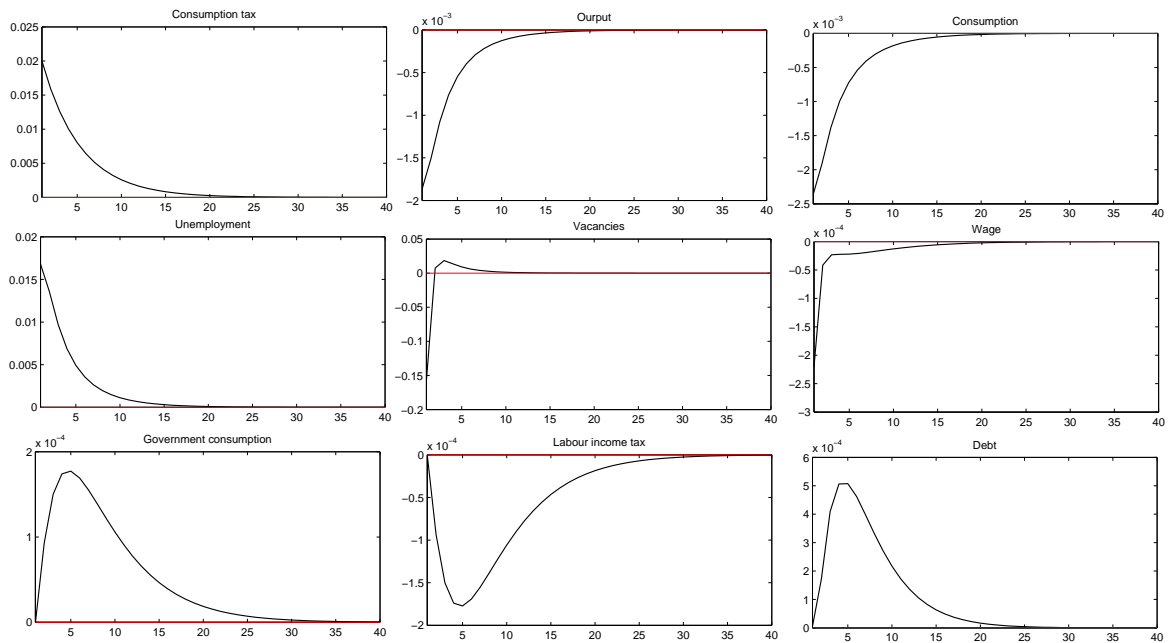 Consumption tax
0.025
0.02
0.015
0.01
0.005
0
5 10 15 20 25 30 35 40
Ourput
x 10⁻³
0
−0.5
−1
−1.5
−2
5 10 15 20 25 30 35 40
Consumption
x 10⁻³
0
−0.5
−1
−1.5
−2
−2.5
5 10 15 20 25 30 35 40
Unemployment
0.02
0.015
0.01
0.005
0
5 10 15 20 25 30 35 40
Vacancies
0.05
0
−0.05
−0.1
−0.15
−0.2
5 10 15 20 25 30 35 40
Wage
x 10⁻⁴
0
−0.5
−1
−1.5
−2
−2.5
−3
5 10 15 20 25 30 35 40
Government consumption
x 10⁻⁴
2
1
0
5 10 15 20 25 30 35 40
Labour income tax
x 10⁻⁴
0
−0.5
−1
−1.5
−2
5 10 15 20 25 30 35 40
Debt
x 10⁻⁴
6
5
4
3
2
1
0
5 10 15 20 25 30 35 40